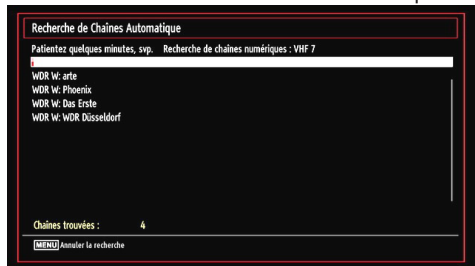 Recherche de Chaînes Automatique
Patientez quelques minutes, svp. Recherche de chaines numériques : VHF 7
WDR W: arte
WDR W: Phoenix
WDR W: Das Erste
WDR W: WDR Düsseldorf
Chaînes trouvées : 4
MENU Annuler la recherche